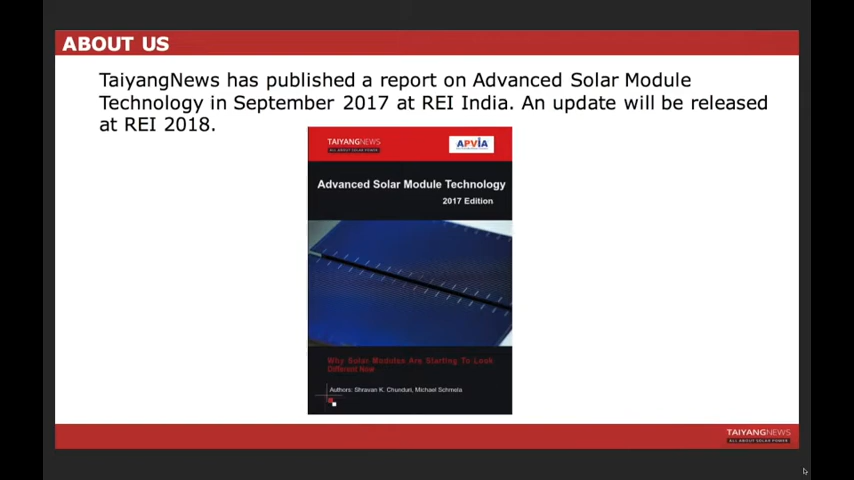 ABOUT US
TaiyangNews has published a report on Advanced Solar Module
Technology in September 2017 at REI India. An update will be released
at REI 2018.
TAIYANGNEWS
ALL ABOUT SOLAR POWER
APVIA
Advanced Solar Module Technology
2017 Edition
Why Solar Modulse Are Starting To Look
Different Now
Authors: Shravan K. Chunduri, Michael Schmela
TAIYANGNEWS
ALL ABOUT SOLAR POWER